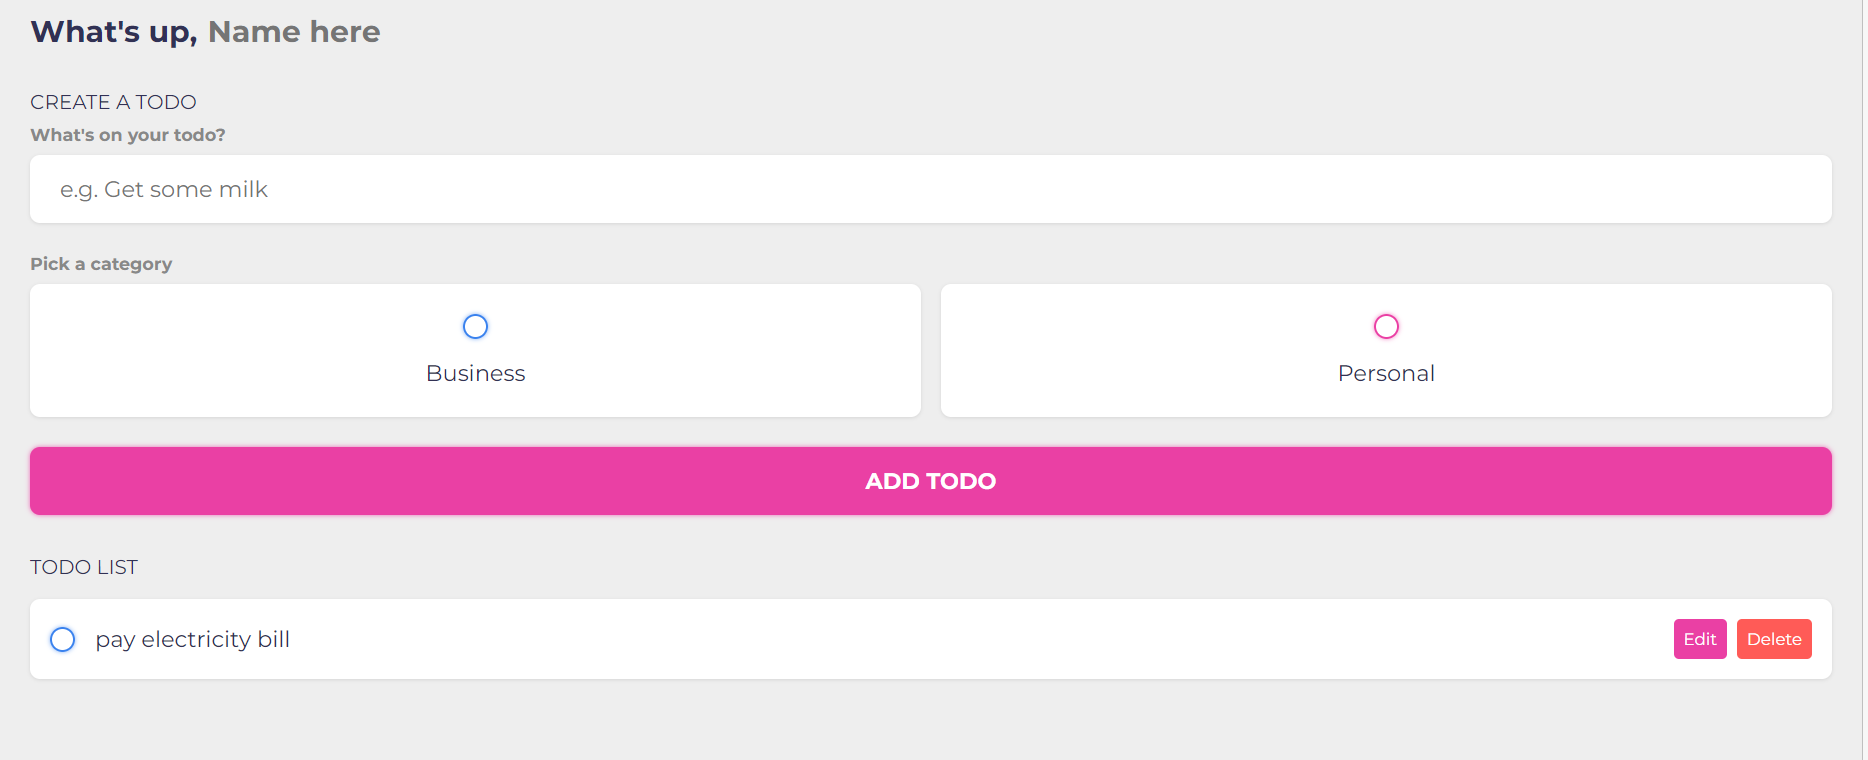 What's up, Name here
CREATE A TODO
What's on your todo?
e.g. Get some milk
Pick a category
Business
Personal
ADD TODO
TODO LIST
pay electricity bill
Edit
Delete